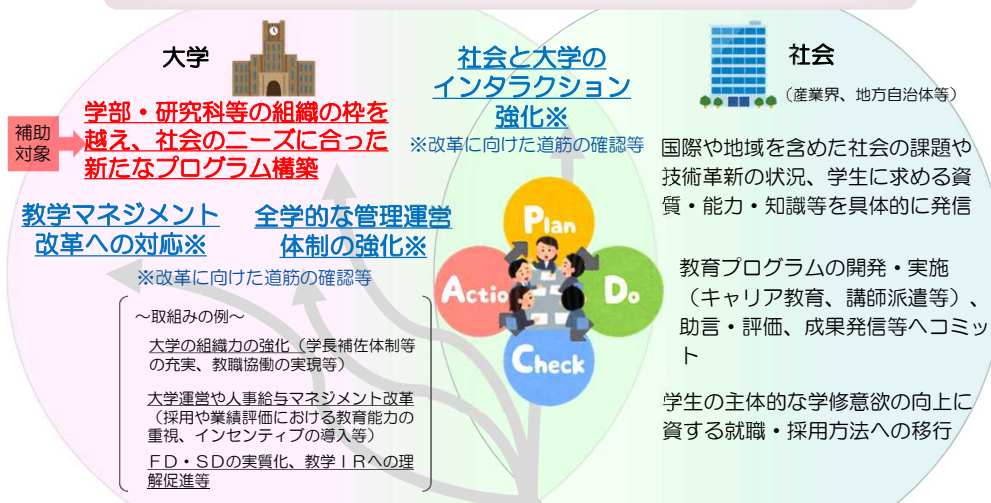 大学
補助
対象
学部・研究科等の組織の枠を
越え、社会のニーズに合った
新たなプログラム構築
教学マネジメント
改革への対応※
全学的な管理運営
体制の強化※
※改革に向けた道筋の確認等
～取組みの例～
大学の組織力の強化（学長補佐体制等
の充実、教職協働の実現等）
大学運営や人事給与マネジメント改革
（採用や業績評価における教育能力の
重視、インセンティブの導入等）
ＦＤ・ＳＤの実質化、教学ＩＲへの理
解促進等
社会と大学の
インタラクション
強化※
※改革に向けた道筋の確認等
Plan
Actio
Do
Check
社会
（産業界、地方自治体等）
国際や地域を含めた社会の課題や
技術革新の状況、学生に求める資
質・能力・知識等を具体的に発信
教育プログラムの開発・実施
（キャリア教育、講師派遣等）、
助言・評価、成果発信等へコミッ
ト
学生の主体的な学修意欲の向上に
資する就職・採用方法への移行